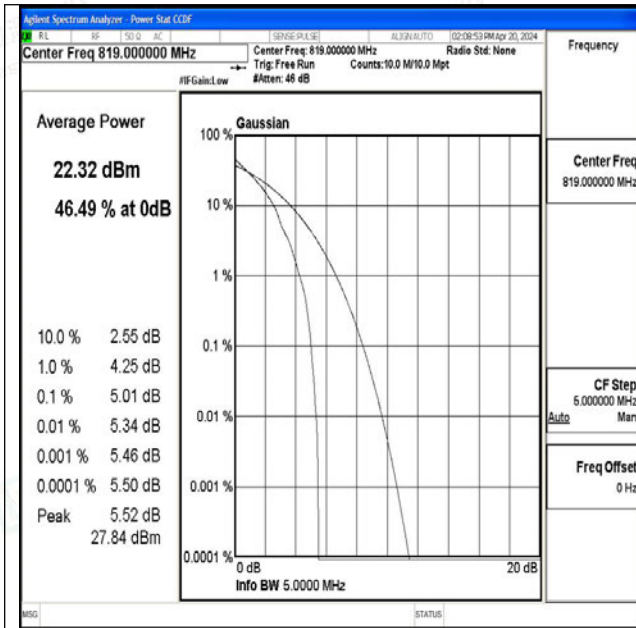 Agilent Spectrum Analyzer - Power Stat CCDF
RL RF 50 Ω AC SENSE:PULSE ALIGN AUTO 02:08:53 PM Apr 20, 2024
Center Freq 819.000000 MHz
Center Freq: 819.000000 MHz Radio Std: None
Trig: Free Run Counts:10.0 M/10.0 Mpt
#IFGain:Low #Atten: 46 dB
Frequency
Average Power
22.32 dBm
46.49 % at 0dB
10.0 % 2.55 dB
1.0 % 4.25 dB
0.1 % 5.01 dB
0.01 % 5.34 dB
0.001 % 5.46 dB
0.0001 % 5.50 dB
Peak 5.52 dB
27.84 dBm
Gaussian
100 %
10 %
1 %
0.1 %
0.01 %
0.001 %
0.0001 %
0 dB 20 dB
Info BW 5.0000 MHz
Center Freq
819.000000 MHz
CF Step
5.000000 MHz
Auto Man
Freq Offset
0 Hz
MSG STATUS